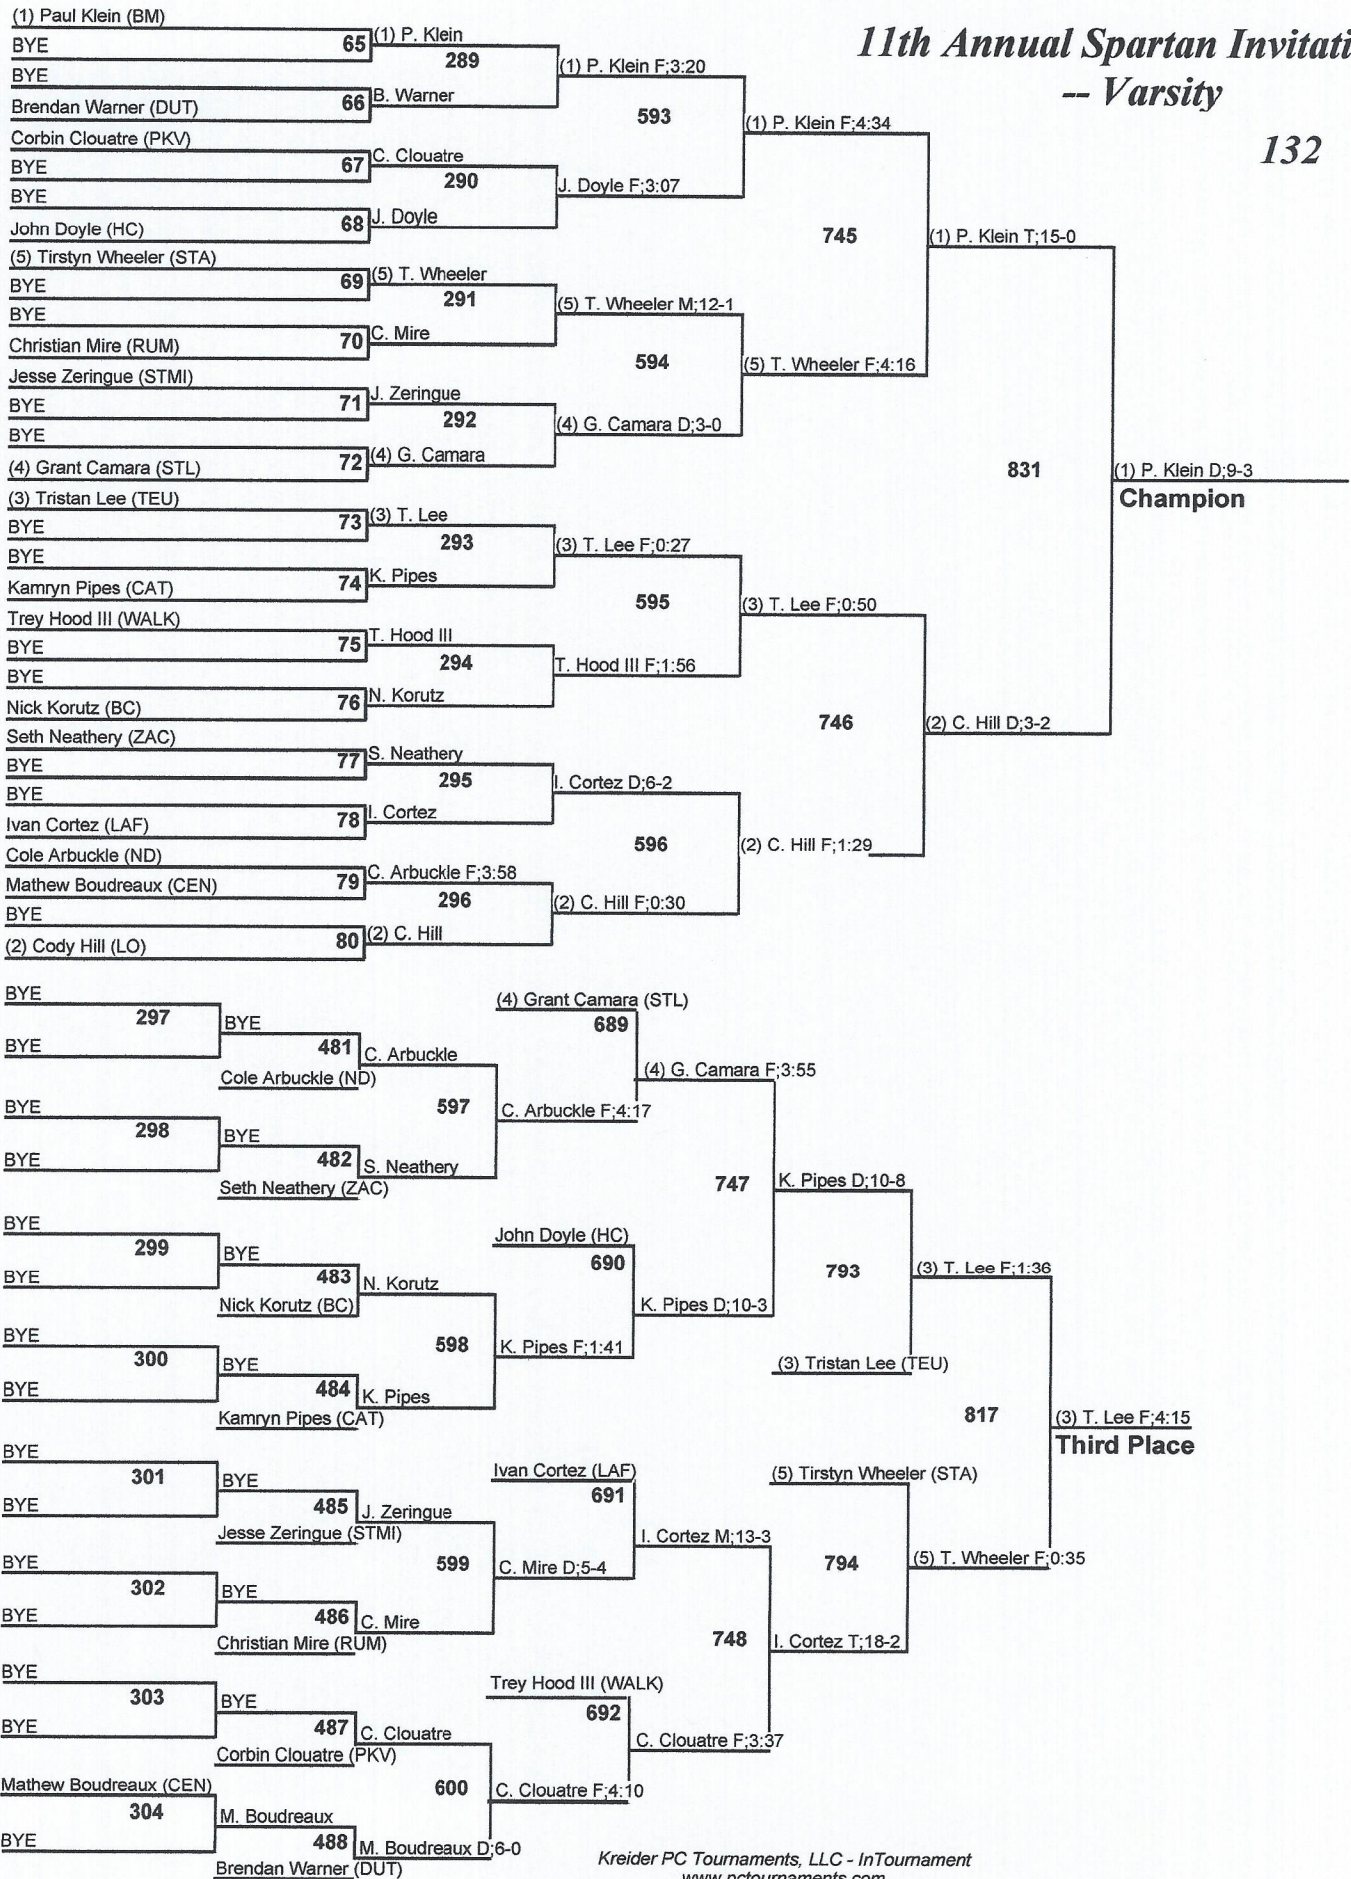 11th Annual Spartan Invitati
-- Varsity
132
(1) Paul Klein (BM)
BYE
65
(1) P. Klein
289
BYE
Brendan Warner (DUT)
66
B. Warner
(1) P. Klein F;3:20
593
Corbin Clouatre (PKV)
BYE
67
C. Clouatre
290
BYE
John Doyle (HC)
68
J. Doyle
J. Doyle F;3:07
(1) P. Klein F;4:34
745
(5) Tirstyn Wheeler (STA)
BYE
69
(5) T. Wheeler
291
BYE
Christian Mire (RUM)
70
C. Mire
(5) T. Wheeler M;12-1
594
Jesse Zeringue (STMI)
BYE
71
J. Zeringue
292
BYE
(4) Grant Camara (STL)
72
(4) G. Camara
(4) G. Camara D;3-0
(5) T. Wheeler F;4:16
(1) P. Klein T;15-0
831
(1) P. Klein D;9-3
Champion
(3) Tristan Lee (TEU)
BYE
73
(3) T. Lee
293
BYE
Kamryn Pipes (CAT)
74
K. Pipes
(3) T. Lee F;0:27
595
Trey Hood III (WALK)
BYE
75
T. Hood III
294
BYE
Nick Korutz (BC)
76
N. Korutz
T. Hood III F;1:56
(3) T. Lee F;0:50
746
Seth Neathery (ZAC)
BYE
77
S. Neathery
295
BYE
Ivan Cortez (LAF)
78
I. Cortez
I. Cortez D;6-2
596
Cole Arbuckle (ND)
Mathew Boudreaux (CEN)
79
C. Arbuckle F;3:58
296
BYE
(2) Cody Hill (LO)
80
(2) C. Hill
(2) C. Hill F;0:30
(2) C. Hill F;1:29
(2) C. Hill D;3-2
BYE
297
BYE
BYE
481
Cole Arbuckle (ND)
C. Arbuckle
597
BYE
298
BYE
BYE
482
Seth Neathery (ZAC)
S. Neathery
(4) Grant Camara (STL)
689
C. Arbuckle F;4:17
(4) G. Camara F;3:55
747
BYE
299
BYE
BYE
483
Nick Korutz (BC)
N. Korutz
598
BYE
300
BYE
BYE
484
Kamryn Pipes (CAT)
K. Pipes
John Doyle (HC)
690
K. Pipes F;1:41
K. Pipes D;10-3
K. Pipes D;10-8
793
(3) Tristan Lee (TEU)
(3) T. Lee F;1:36
817
(3) T. Lee F;4:15
Third Place
BYE
301
BYE
BYE
485
Jesse Zeringue (STMI)
J. Zeringue
599
BYE
302
BYE
BYE
486
Christian Mire (RUM)
C. Mire
Ivan Cortez (LAF)
691
C. Mire D;5-4
I. Cortez M;13-3
748
(5) Tirstyn Wheeler (STA)
794
(5) T. Wheeler F;0:35
I. Cortez T;18-2
BYE
303
BYE
BYE
487
Corbin Clouatre (PKV)
C. Clouatre
600
Mathew Boudreaux (CEN)
304
BYE
M. Boudreaux
488
Brendan Warner (DUT)
M. Boudreaux D;6-0
Trey Hood III (WALK)
692
C. Clouatre F;4:10
C. Clouatre F;3:37
Kreider PC Tournaments, LLC - InTournament
www.pctournaments.com